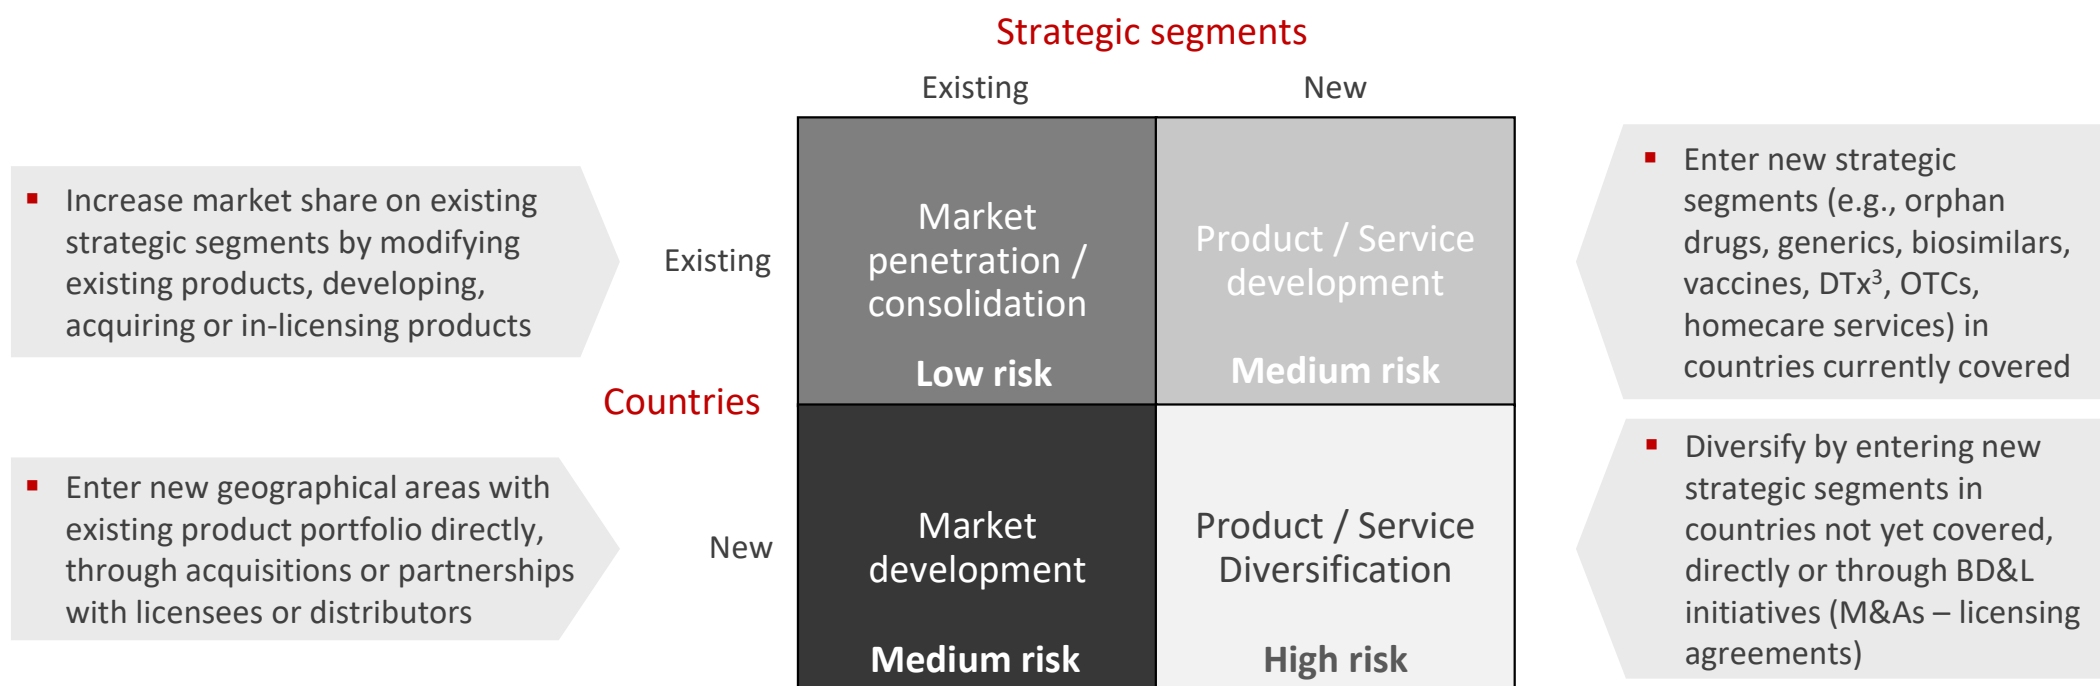 Strategic segments
Existing
New
▪ Increase market share on existing
strategic segments by modifying
existing products, developing,
acquiring or in-licensing products
Existing
Market
penetration /
consolidation
Low risk
Product / Service
development
Medium risk
▪ Enter new strategic
segments (e.g., orphan
drugs, generics, biosimilars,
vaccines, DTx³, OTCs,
homecare services) in
countries currently covered
Countries
▪ Enter new geographical areas with
existing product portfolio directly,
through acquisitions or partnerships
with licensees or distributors
New
Market
development
Medium risk
Product / Service
Diversification
High risk
▪ Diversify by entering new
strategic segments in
countries not yet covered,
directly or through BD&L
initiatives (M&As – licensing
agreements)